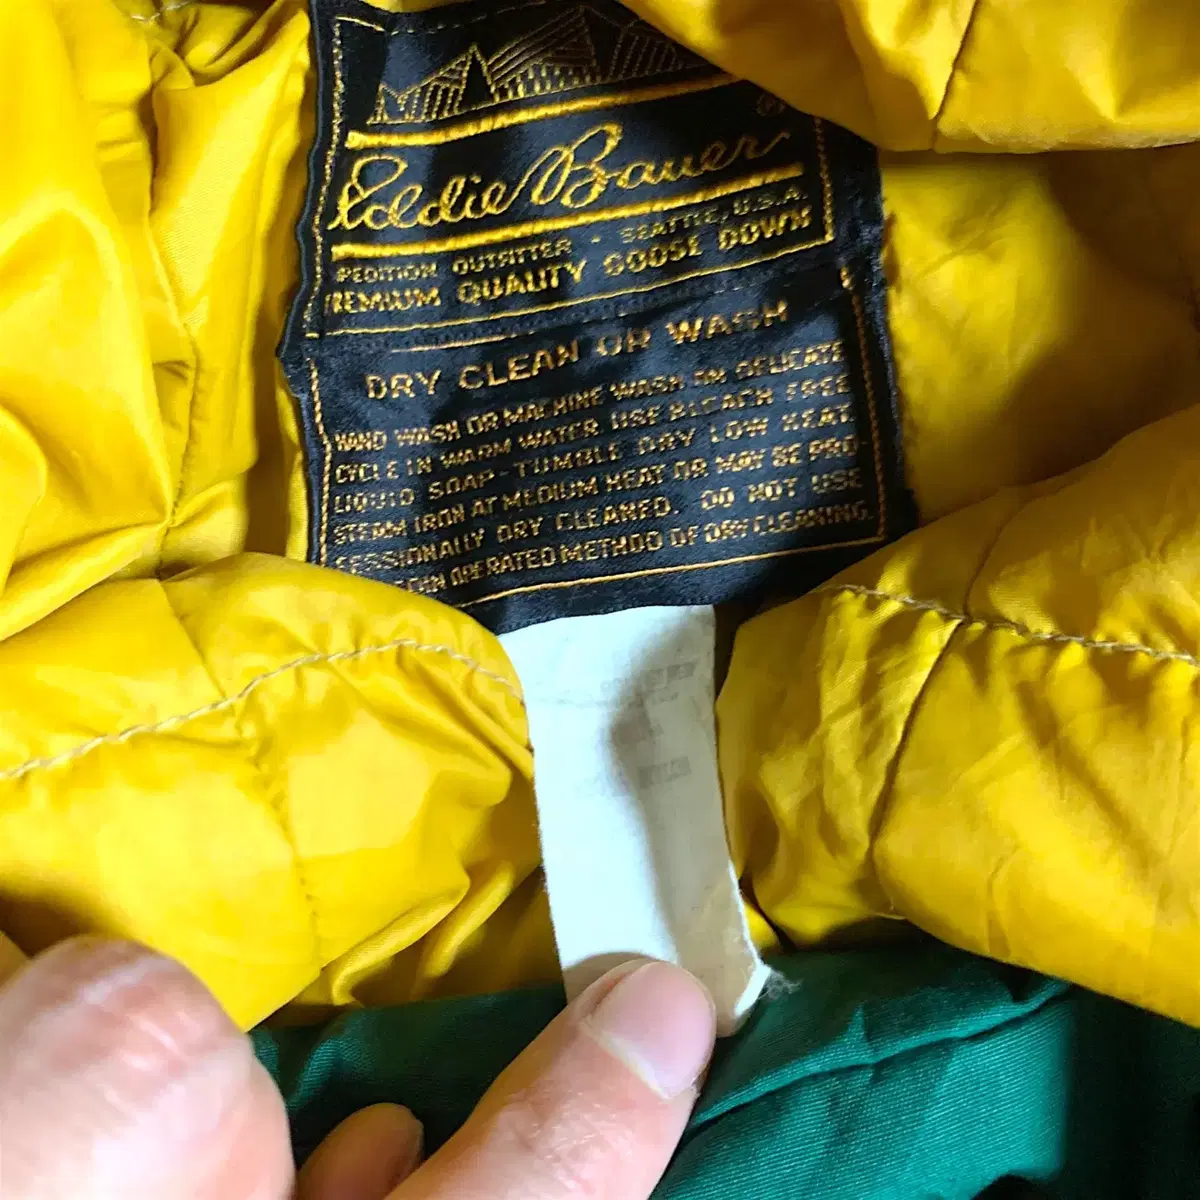 Eddie Bauer ®
PEDITION OUTFITTER - SEATTLE, U.S.A.
PREMIUM QUALITY GOOSE DOWN
DRY CLEAN OR WASH
HAND WASH OR MACHINE WASH ON DELICATE
CYCLE IN WARM WATER. USE BLEACH FREE
LIQUID SOAP - TUMBLE DRY LOW HEAT.
STEAM IRON AT MEDIUM HEAT OR MAY BE PRO-
FESSIONALLY DRY CLEANED. DO NOT USE
COIN OPERATED METHOD OF DRY CLEANING.